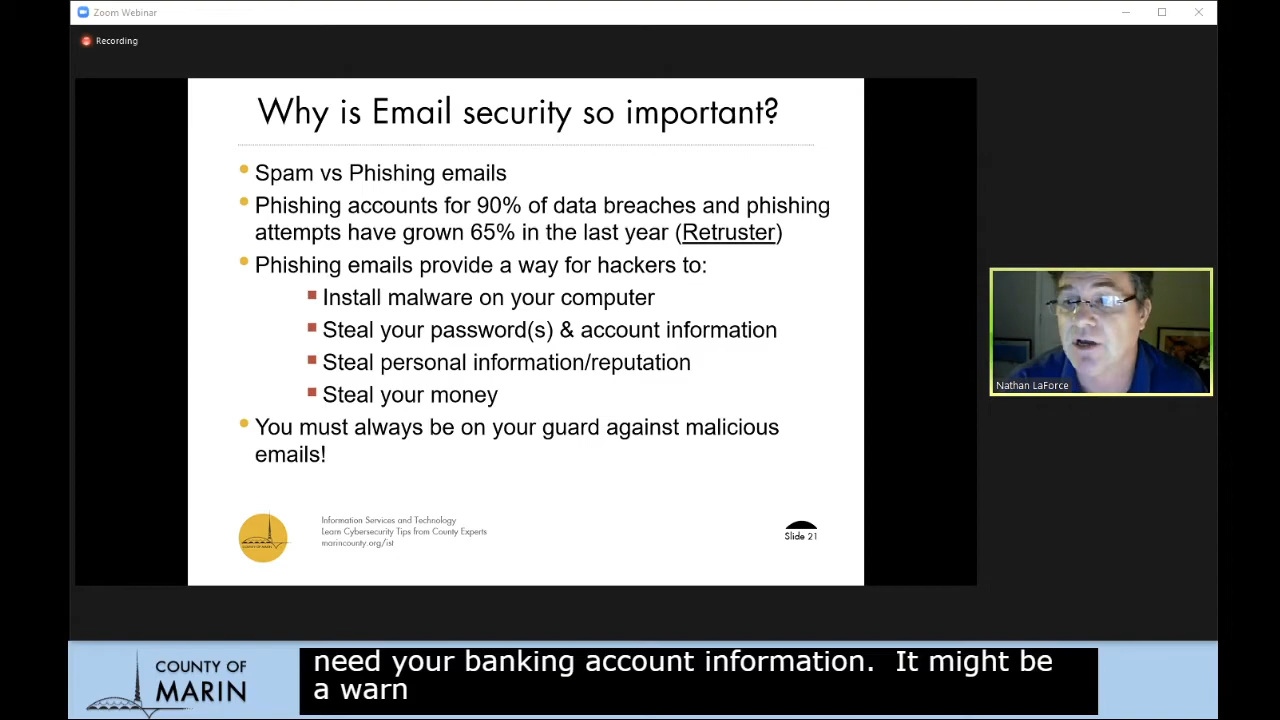 Zoom Webinar
Recording
Why is Email security so important?
Spam vs Phishing emails
Phishing accounts for 90% of data breaches and phishing
attempts have grown 65% in the last year (Retruster)
Phishing emails provide a way for hackers to:
Install malware on your computer
Steal your password(s) & account information
Steal personal information/reputation
Steal your money
You must always be on your guard against malicious
emails!
COUNTY OF MARIN
Information Services and Technology
Learn Cybersecurity Tips from County Experts
marincounty.org/ist
Slide 21
Nathan LaForce
COUNTY OF
MARIN
need your banking account information.  It might be
a warn